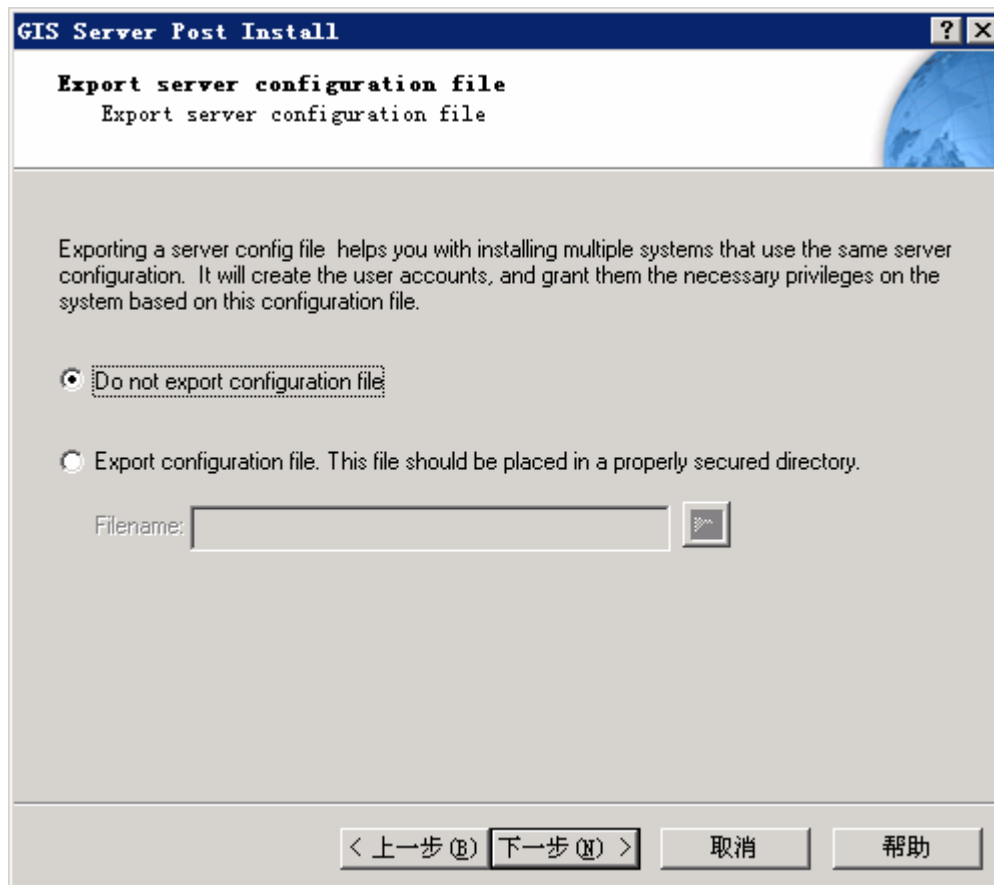 GIS Server Post Install
Export server configuration file
Export server configuration file
Exporting a server config file helps you with installing multiple systems that use the same server
configuration. It will create the user accounts, and grant them the necessary privileges on the
system based on this configuration file.
Do not export configuration file
Export configuration file. This file should be placed in a properly secured directory.
Filename:
< 上一步(B) 下一步(N) > 取消 帮助